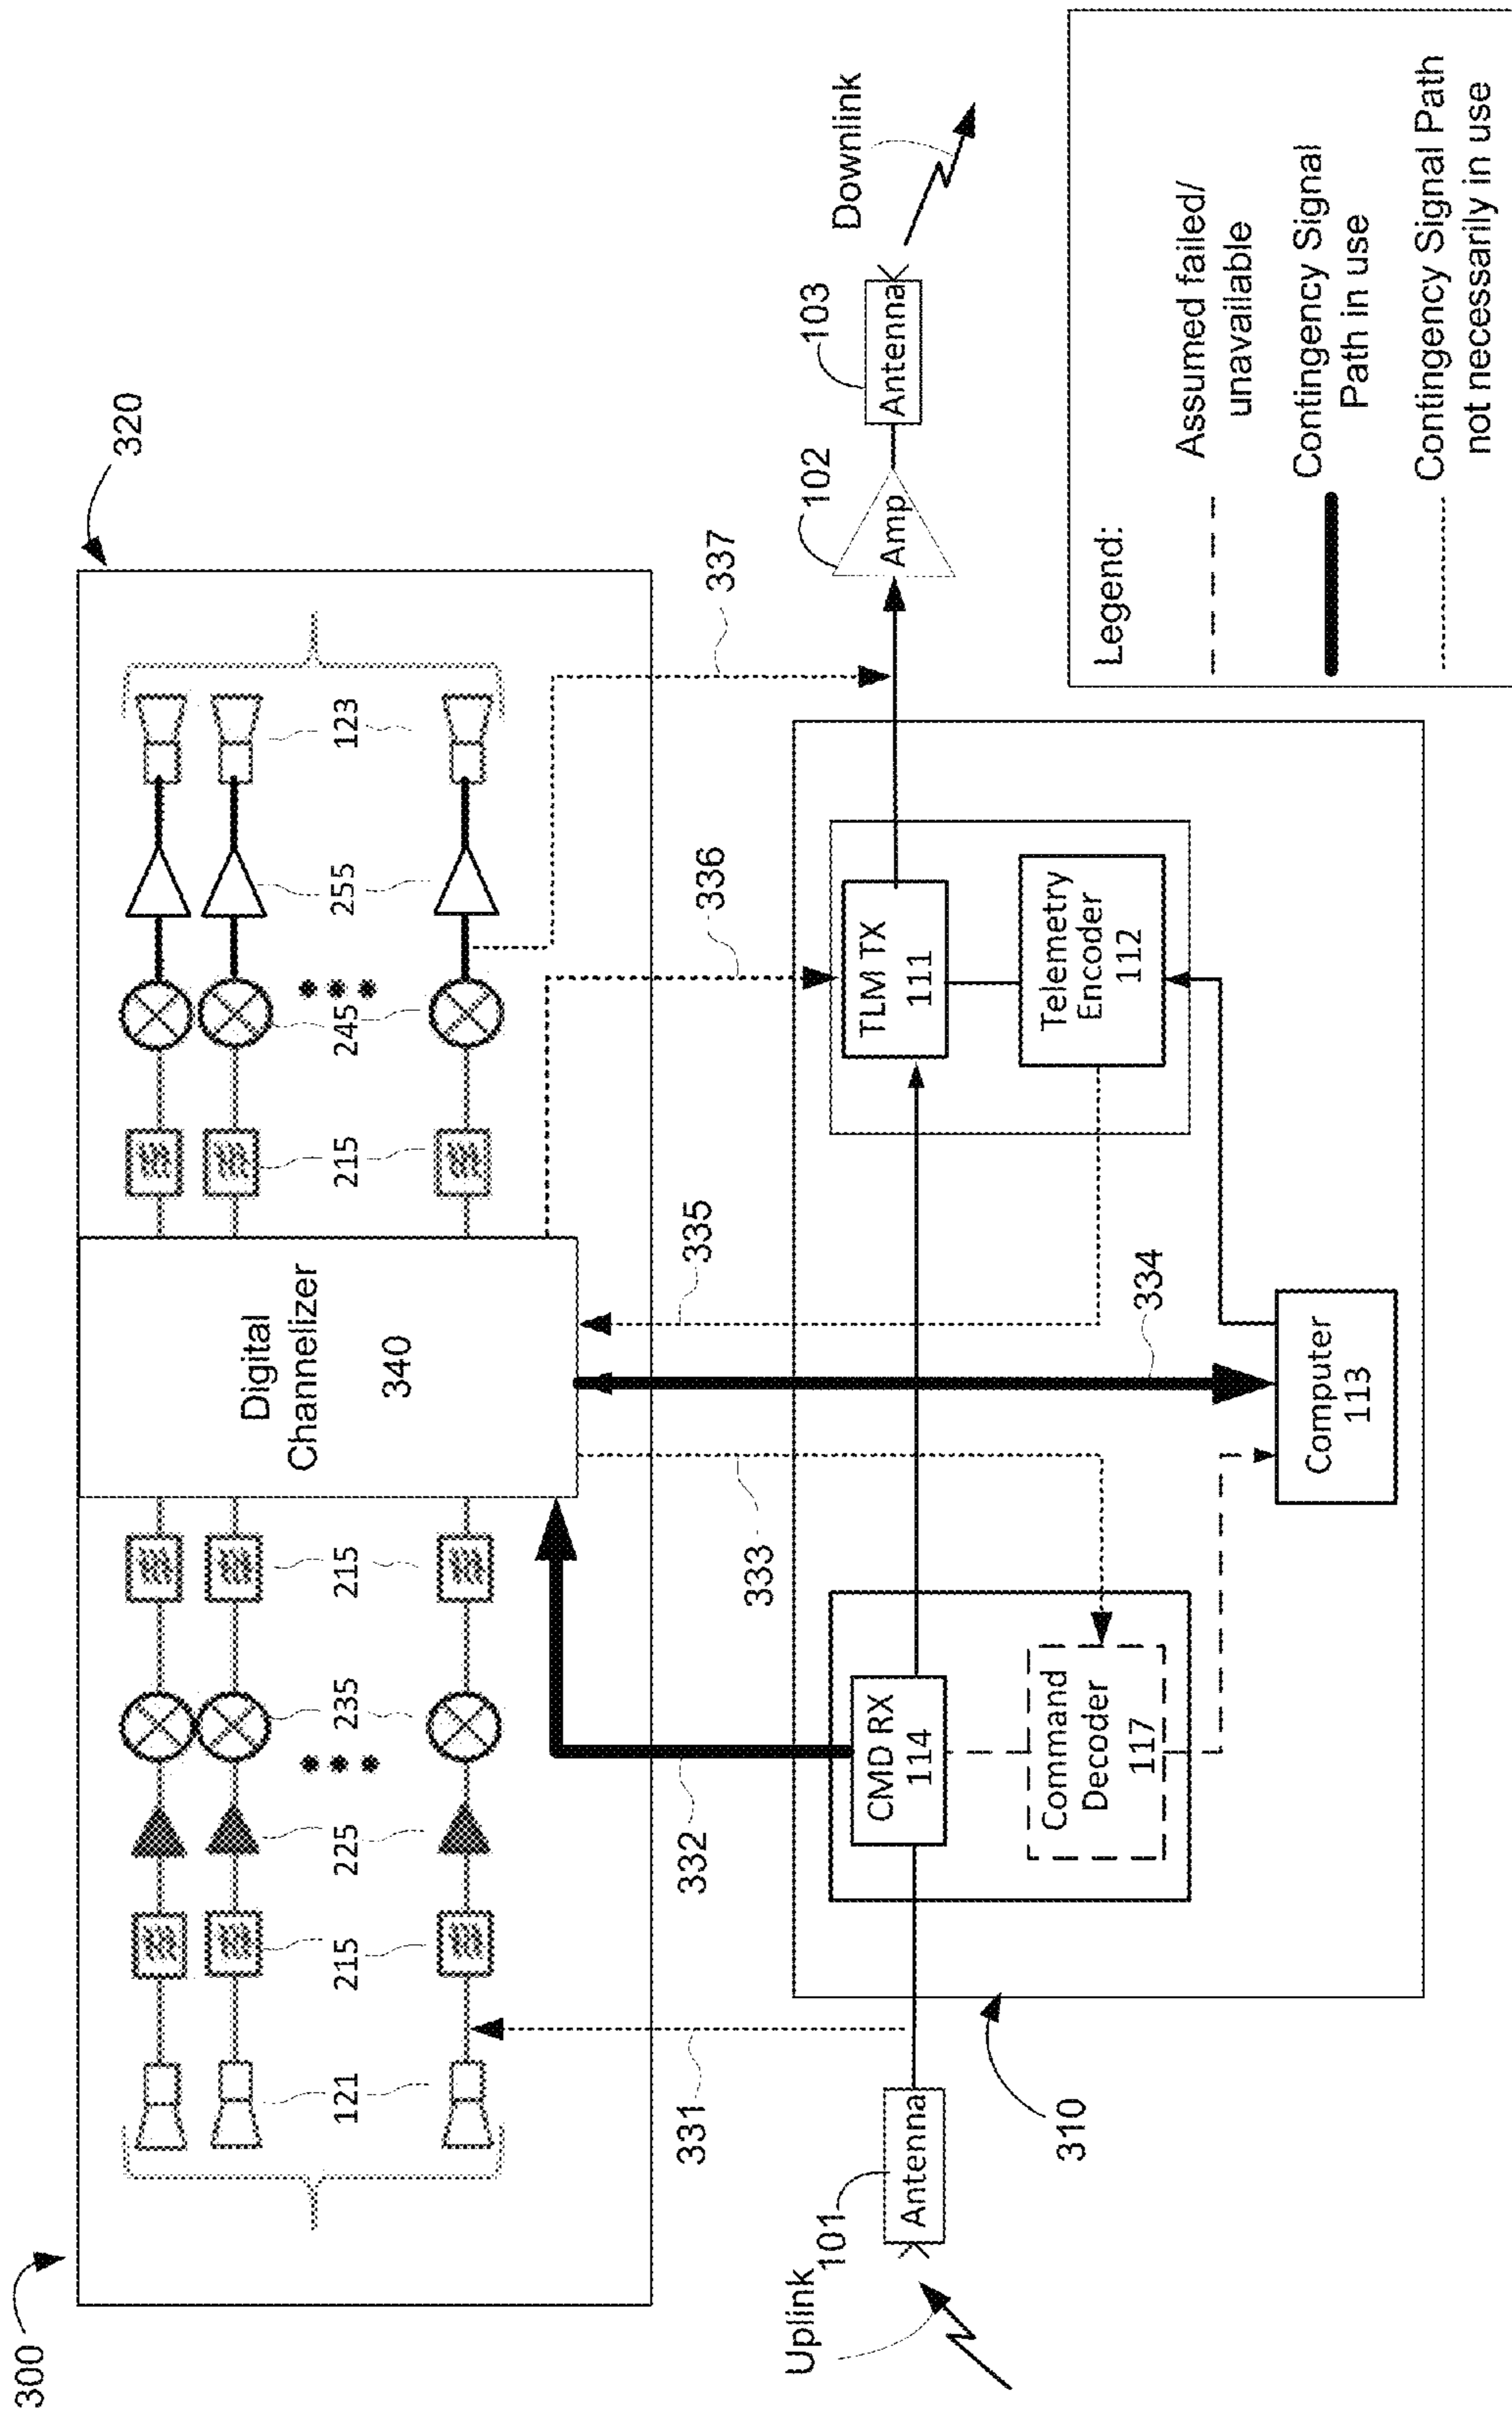 300
320
121
215
225
235
215
Digital
Channelizer
340
215
245
255
123
331
332
333
334
335
336
337
Uplink
101
Antenna
310
CMD RX
114
Command
Decoder
117
Computer
113
TLM TX
111
Telemetry
Encoder
112
102
Amp
103
Antenna
Downlink
Legend:
Assumed failed/
unavailable
Contingency Signal
Path in use
Contingency Signal Path
not necessarily in use